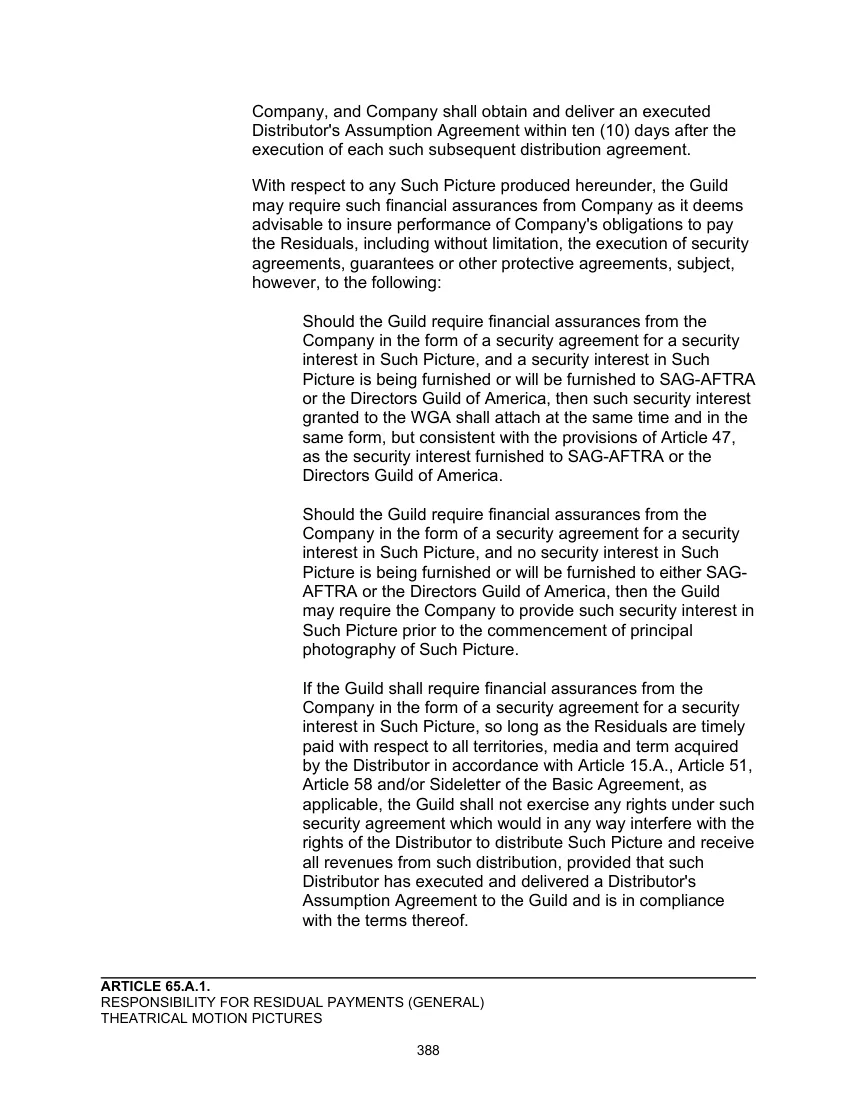 Company, and Company shall obtain and deliver an executed
Distributor's Assumption Agreement within ten (10) days after the
execution of each such subsequent distribution agreement.
With respect to any Such Picture produced hereunder, the Guild
may require such financial assurances from Company as it deems
advisable to insure performance of Company's obligations to pay
the Residuals, including without limitation, the execution of security
agreements, guarantees or other protective agreements, subject,
however, to the following:
Should the Guild require financial assurances from the
Company in the form of a security agreement for a security
interest in Such Picture, and a security interest in Such
Picture is being furnished or will be furnished to SAG-AFTRA
or the Directors Guild of America, then such security interest
granted to the WGA shall attach at the same time and in the
same form, but consistent with the provisions of Article 47,
as the security interest furnished to SAG-AFTRA or the
Directors Guild of America.
Should the Guild require financial assurances from the
Company in the form of a security agreement for a security
interest in Such Picture, and no security interest in Such
Picture is being furnished or will be furnished to either SAG-
AFTRA or the Directors Guild of America, then the Guild
may require the Company to provide such security interest in
Such Picture prior to the commencement of principal
photography of Such Picture.
If the Guild shall require financial assurances from the
Company in the form of a security agreement for a security
interest in Such Picture, so long as the Residuals are timely
paid with respect to all territories, media and term acquired
by the Distributor in accordance with Article 15.A., Article 51,
Article 58 and/or Sideletter of the Basic Agreement, as
applicable, the Guild shall not exercise any rights under such
security agreement which would in any way interfere with the
rights of the Distributor to distribute Such Picture and receive
all revenues from such distribution, provided that such
Distributor has executed and delivered a Distributor's
Assumption Agreement to the Guild and is in compliance
with the terms thereof.
ARTICLE 65.A.1.
RESPONSIBILITY FOR RESIDUAL PAYMENTS (GENERAL)
THEATRICAL MOTION PICTURES
388